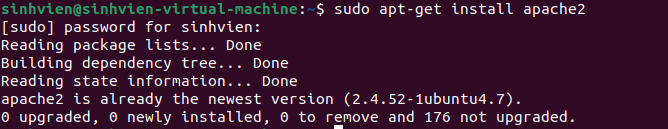 sinhvien@sinhvien-virtual-machine:~$ sudo apt-get install apache2
[sudo] password for sinhvien:
Reading package lists... Done
Building dependency tree... Done
Reading state information... Done
apache2 is already the newest version (2.4.52-1ubuntu4.7).
0 upgraded, 0 newly installed, 0 to remove and 176 not upgraded.